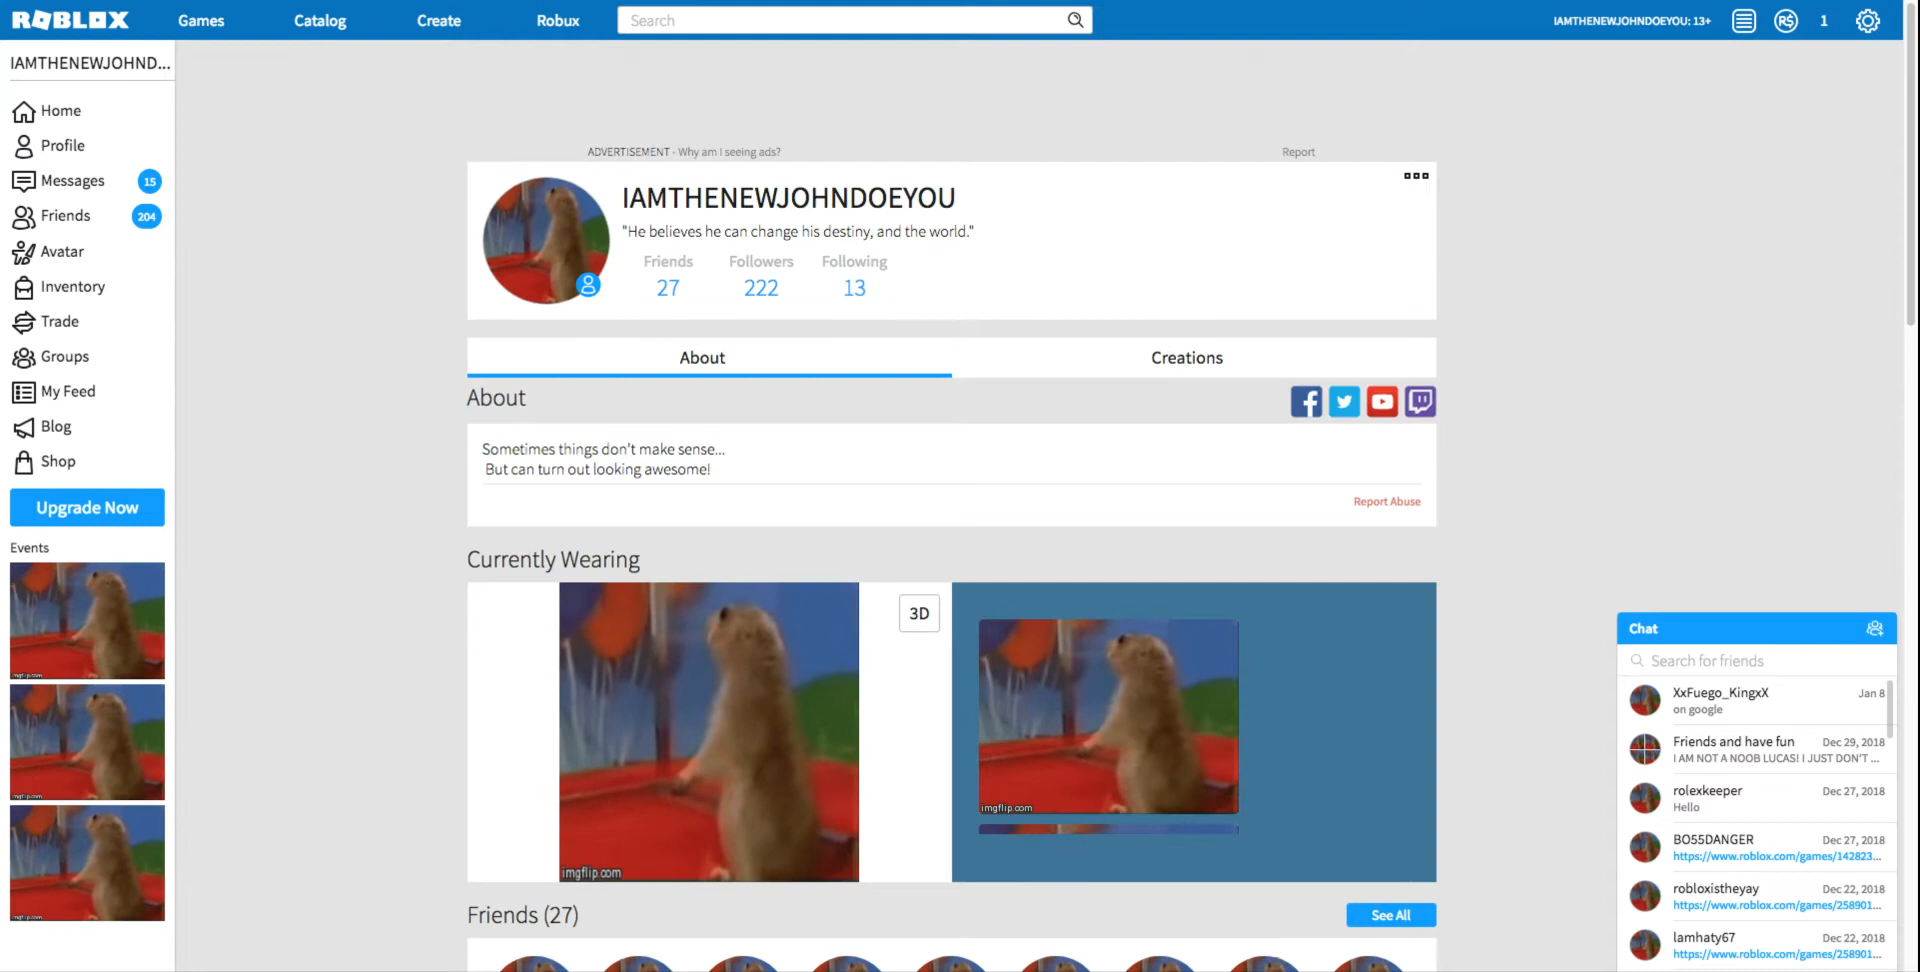 ROBLOX
Games
Catalog
Create
Robux
Search
IAMTHENEWJOHNDOEYOU: 13+
R$
1
IAMTHENEWJOHND...
Home
Profile
Messages
15
Friends
204
Avatar
Inventory
Trade
Groups
My Feed
Blog
Shop
Upgrade Now
Events
imgflip.com
imgflip.com
imgflip.com
ADVERTISEMENT - Why am I seeing ads?
Report
IAMTHENEWJOHNDOEYOU
"He believes he can change his destiny, and the world."
Friends
Followers
Following
27
222
13
About
Creations
About
Sometimes things don't make sense...
But can turn out looking awesome!
Report Abuse
Currently Wearing
3D
imgflip.com
imgflip.com
Friends (27)
See All
Chat
Search for friends
XxFuego_KingxX
Jan 8
on google
Friends and have fun
Dec 29, 2018
I AM NOT A NOOB LUCAS! I JUST DON'T ...
rolexkeeper
Dec 27, 2018
Hello
BO55DANGER
Dec 27, 2018
https://www.roblox.com/games/142823...
robloxistheyay
Dec 22, 2018
https://www.roblox.com/games/258901...
lamhaty67
Dec 22, 2018
https://www.roblox.com/games/258901...